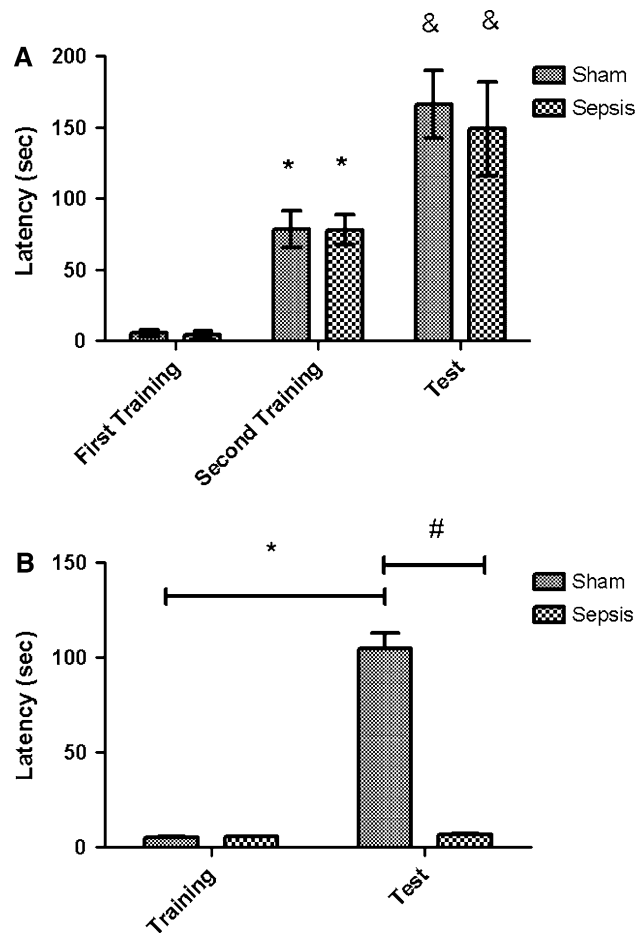 A
& &
200
150
100
50
0
Latency (sec)
* *
Sham
Sepsis
First Training
Second Training
Test
B
* #
150
100
50
0
Latency (sec)
Sham
Sepsis
Training
Test